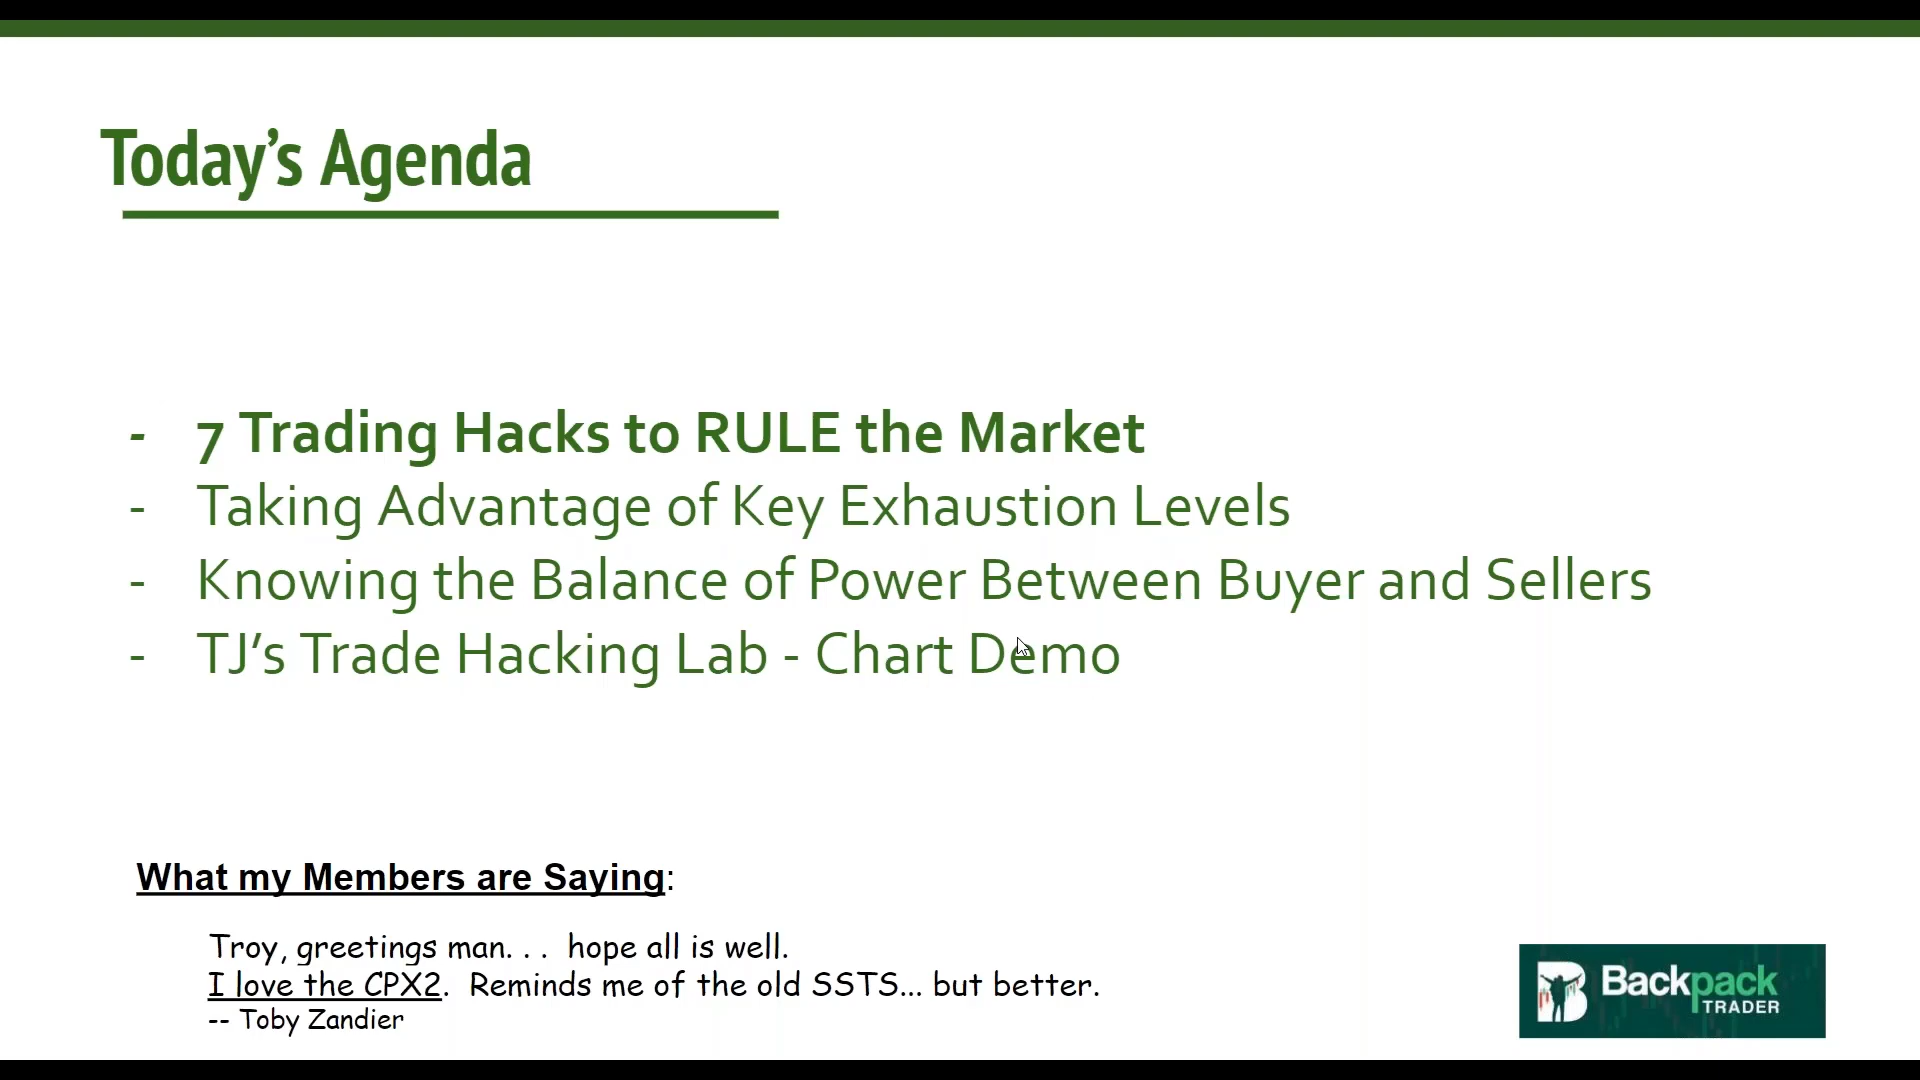 Today’s Agenda
- 7 Trading Hacks to RULE the Market
- Taking Advantage of Key Exhaustion Levels
- Knowing the Balance of Power Between Buyer and Sellers
- TJ’s Trade Hacking Lab - Chart Demo
What my Members are Saying:
Troy, greetings man. . .  hope all is well.
I love the CPX2.  Reminds me of the old SSTS... but better.
-- Toby Zandier
B Backpack
TRADER